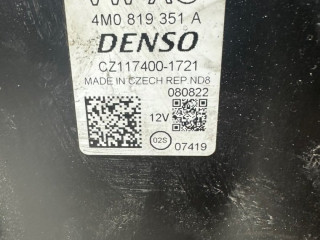 4M0 819 351 A
DENSO
CZ117400-1721
MADE IN CZECH REP ND8
080822
12V
02S
07419